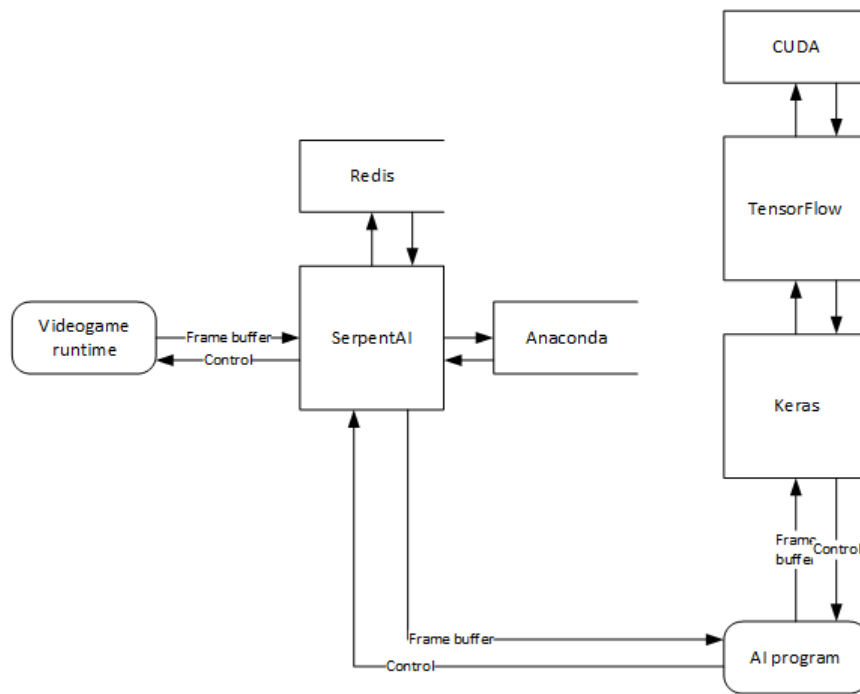 CUDA
Redis
TensorFlow
Videogame
runtime
Frame buffer
Control
SerpentAI
Anaconda
Keras
Frame
buffer
Control
Frame buffer
Control
AI program